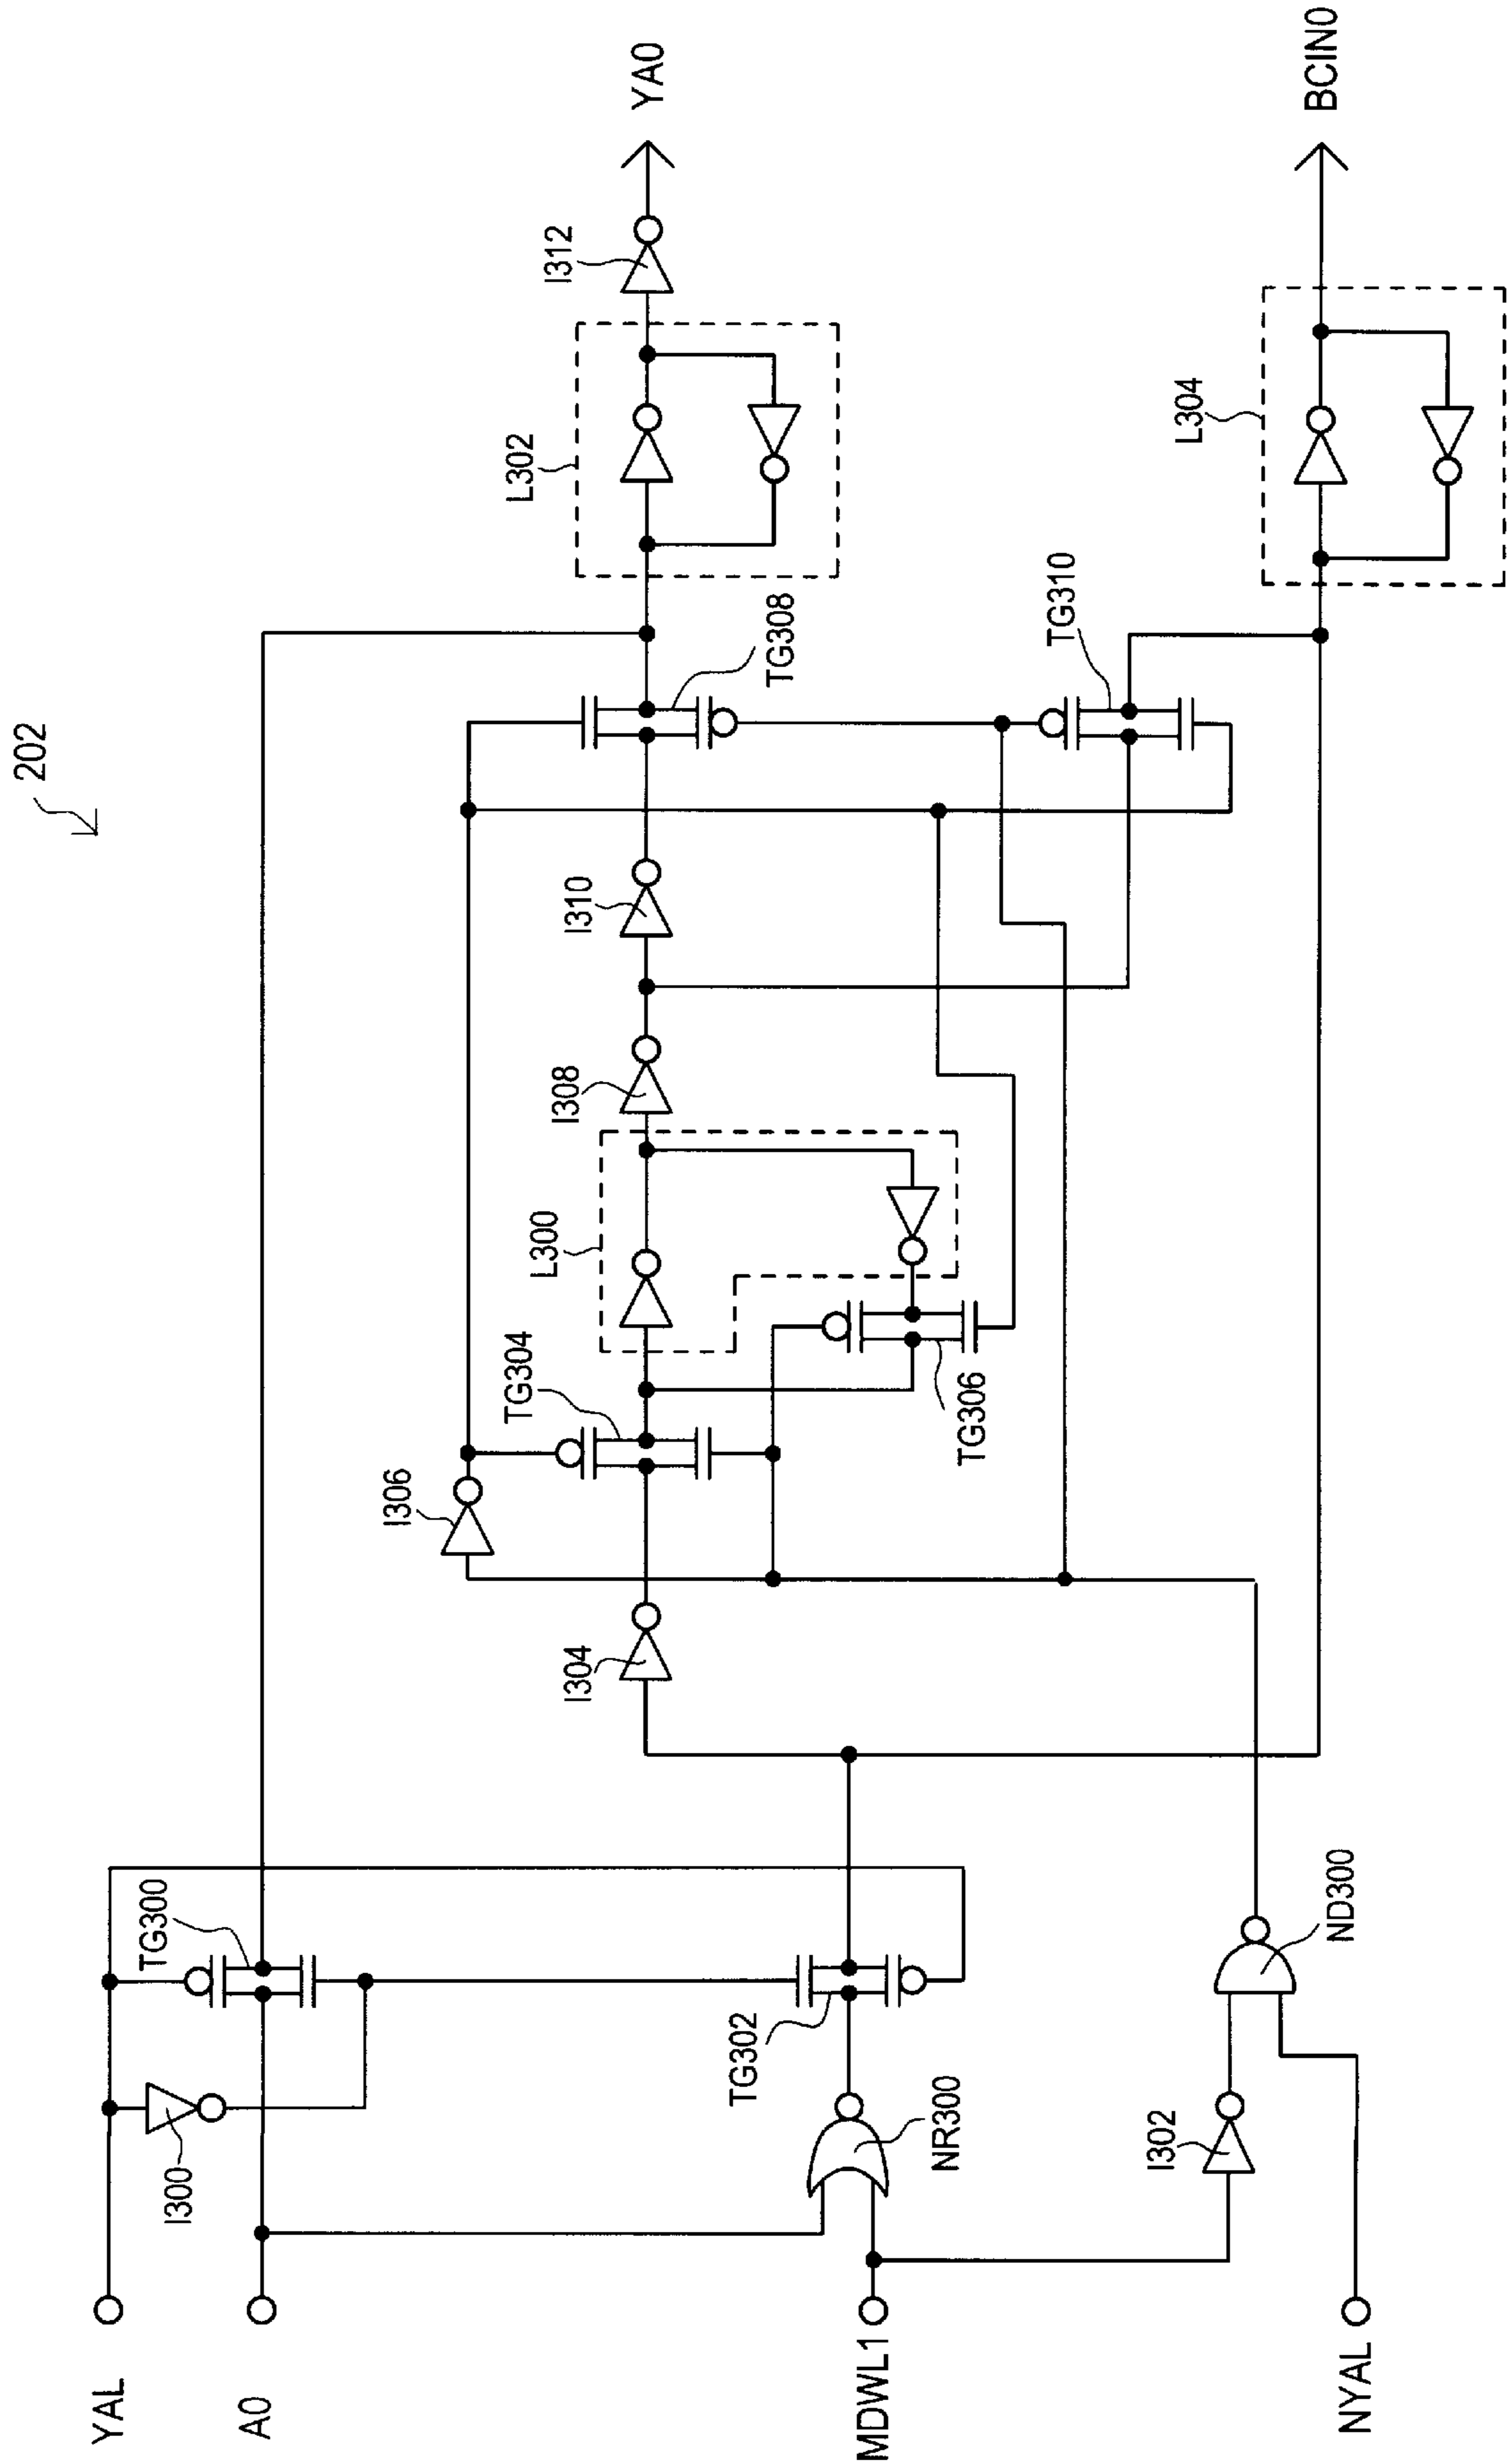 202
YAL
A0
MDWL1
NYAL
I300
TG300
TG302
NR300
I302
ND300
I304
I306
TG304
TG306
L300
I308
I310
TG308
TG310
L302
L304
I312
YA0
BCIN0